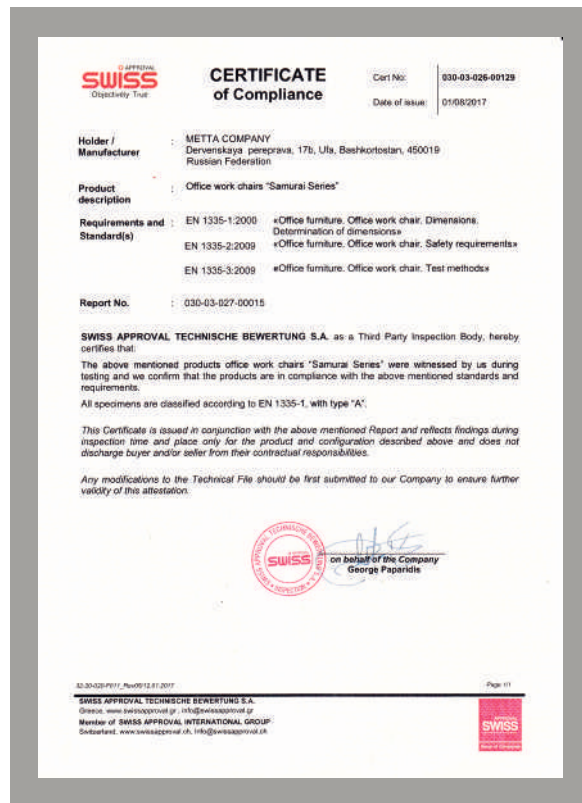 APPROVAL
SWISS
Objectively True
CERTIFICATE
of Compliance
Cert No: 030-03-026-00129
Date of issue: 01/08/2017
Holder / Manufacturer : METTA COMPANY
Dervenskaya pereprava, 17b, Ufa, Bashkortostan, 450019
Russian Federation
Product description : Office work chairs "Samurai Series"
Requirements and Standard(s) : EN 1335-1:2000 «Office furniture. Office work chair. Dimensions. Determination of dimensions»
EN 1335-2:2009 «Office furniture. Office work chair. Safety requirements»
EN 1335-3:2009 «Office furniture. Office work chair. Test methods»
Report No. : 030-03-027-00015
SWISS APPROVAL TECHNISCHE BEWERTUNG S.A. as a Third Party Inspection Body, hereby
certifies that:
The above mentioned products office work chairs "Samurai Series" were witnessed by us during
testing and we confirm that the products are in compliance with the above mentioned standards and
requirements.
All specimens are classified according to EN 1335-1, with type "A".
This Certificate is issued in conjunction with the above mentioned Report and reflects findings during
inspection time and place only for the product and configuration described above and does not
discharge buyer and/or seller from their contractual responsibilities.
Any modifications to the Technical File should be first submitted to our Company to ensure further
validity of this attestation.
SWISS APPROVAL TECHNISCHE BEWERTUNG S.A.
SWISS
INSPECTION
on behalf of the Company
George Paparidis
Page 1/1
SWISS APPROVAL TECHNISCHE BEWERTUNG S.A.
Greece, www.swissapproval.gr, info@swissapproval.gr
Member of SWISS APPROVAL INTERNATIONAL GROUP
Switzerland, www.swissapproval.ch, info@swissapproval.ch
APPROVAL
SWISS